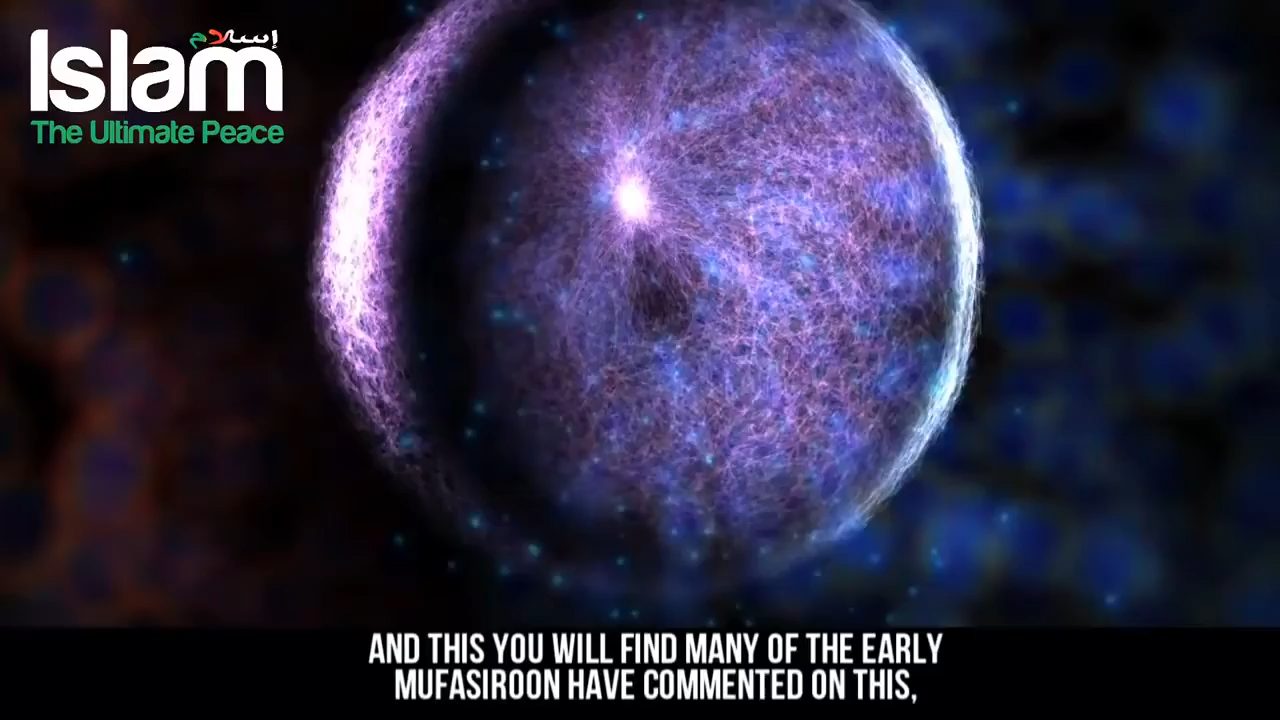 إسلام
Islam
The Ultimate Peace
AND THIS YOU WILL FIND MANY OF THE EARLY
MUFASIROON HAVE COMMENTED ON THIS,